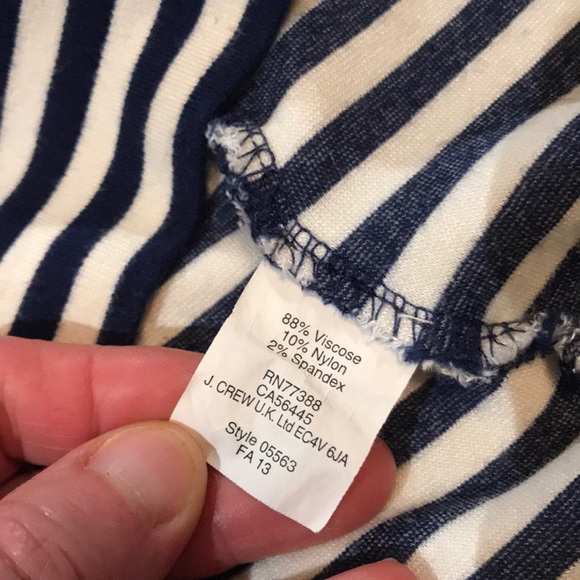 88% Viscose
10% Nylon
2% Spandex
RN77388
CA56445
J. CREW U.K. Ltd EC4V 6JA
Style 05563
FA 13